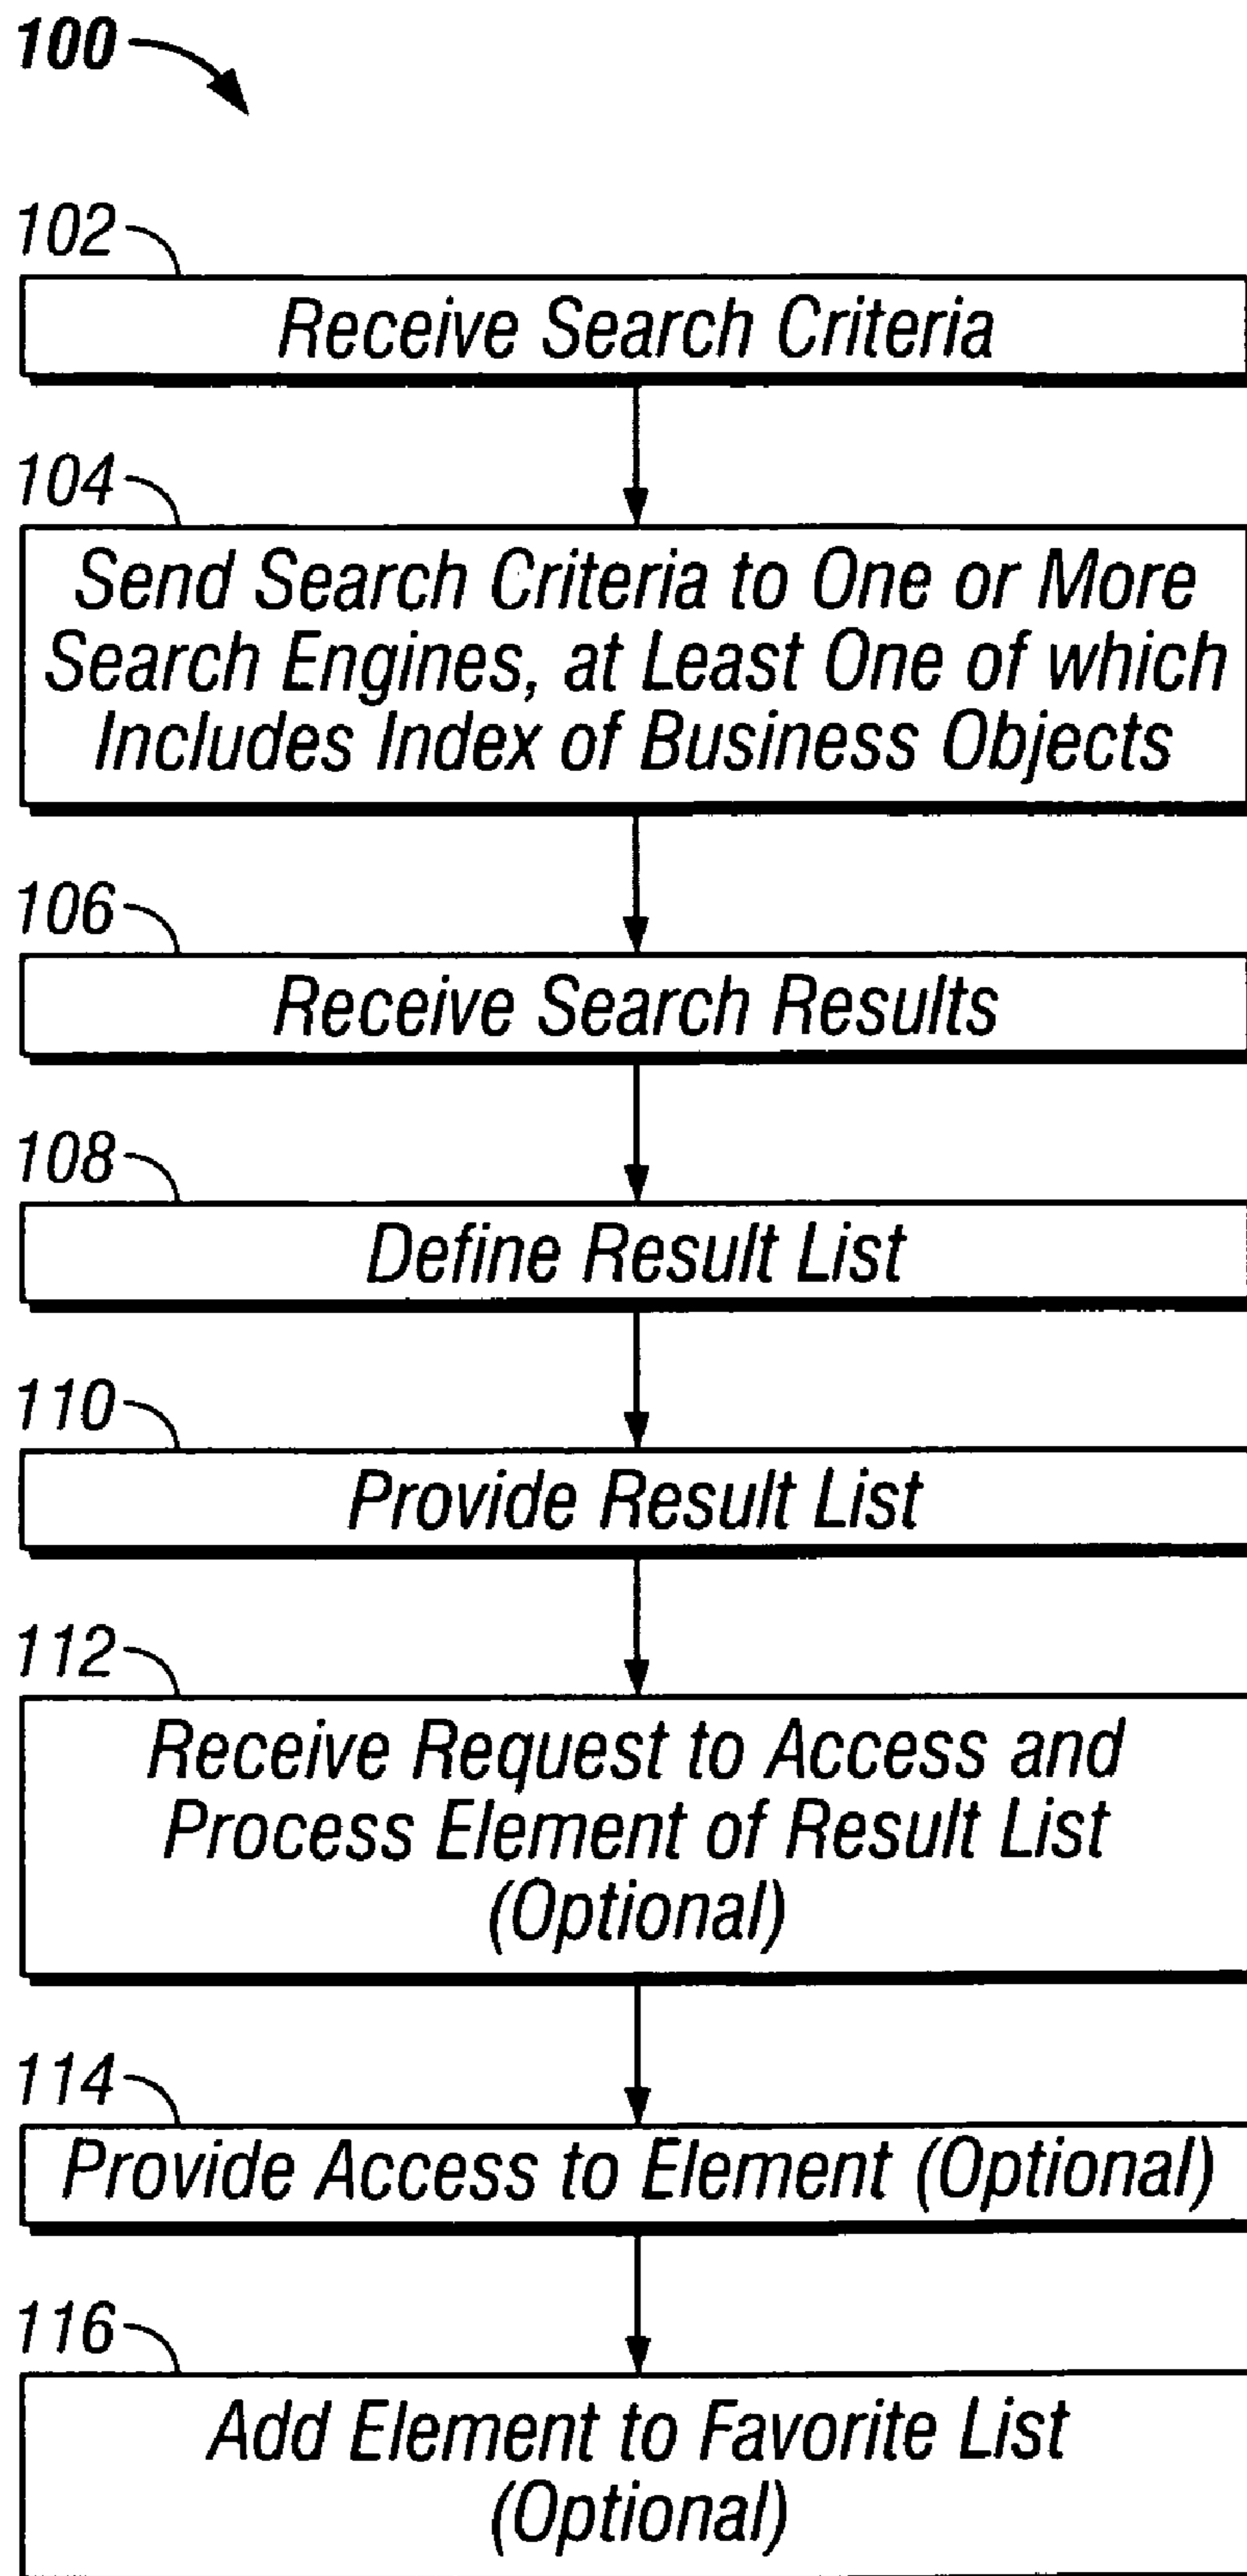 100
102
Receive Search Criteria
104
Send Search Criteria to One or More
Search Engines, at Least One of which
Includes Index of Business Objects
106
Receive Search Results
108
Define Result List
110
Provide Result List
112
Receive Request to Access and
Process Element of Result List
(Optional)
114
Provide Access to Element (Optional)
116
Add Element to Favorite List
(Optional)